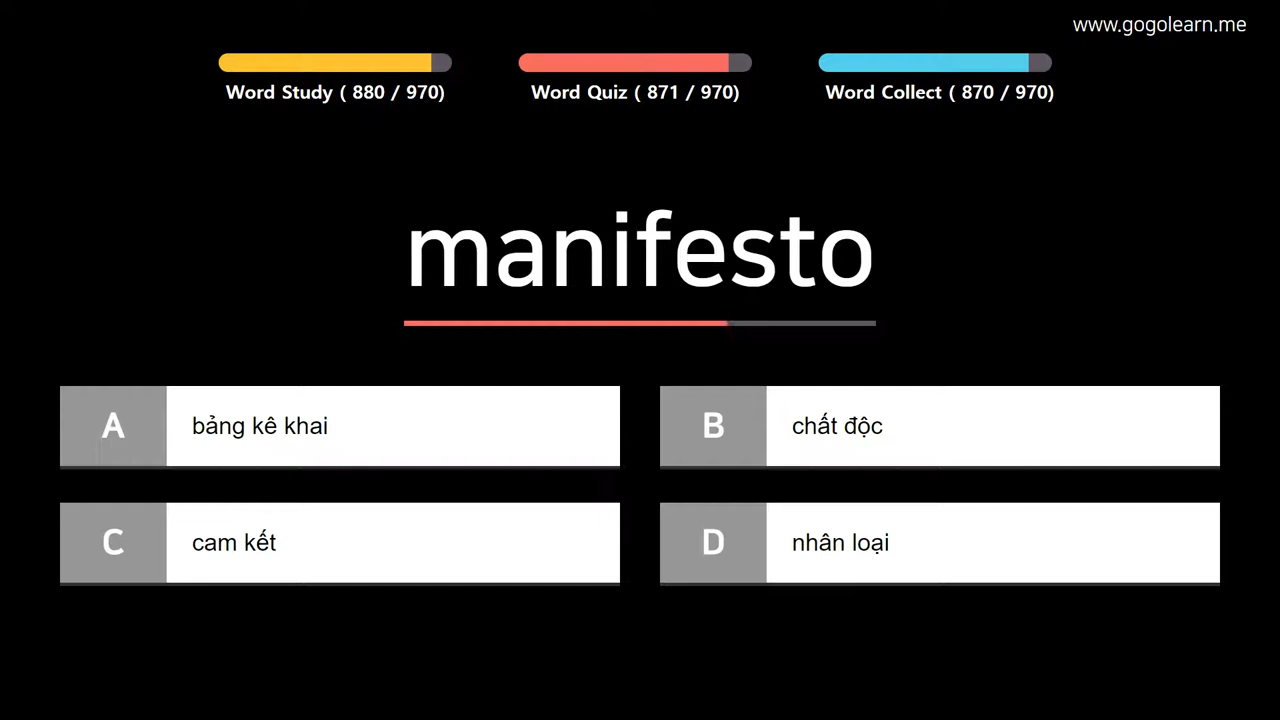 www.gogolearn.me
Word Study ( 880 / 970)
Word Quiz ( 871 / 970)
Word Collect ( 870 / 970)
manifesto
A bảng kê khai
B chất độc
C cam kết
D nhân loại